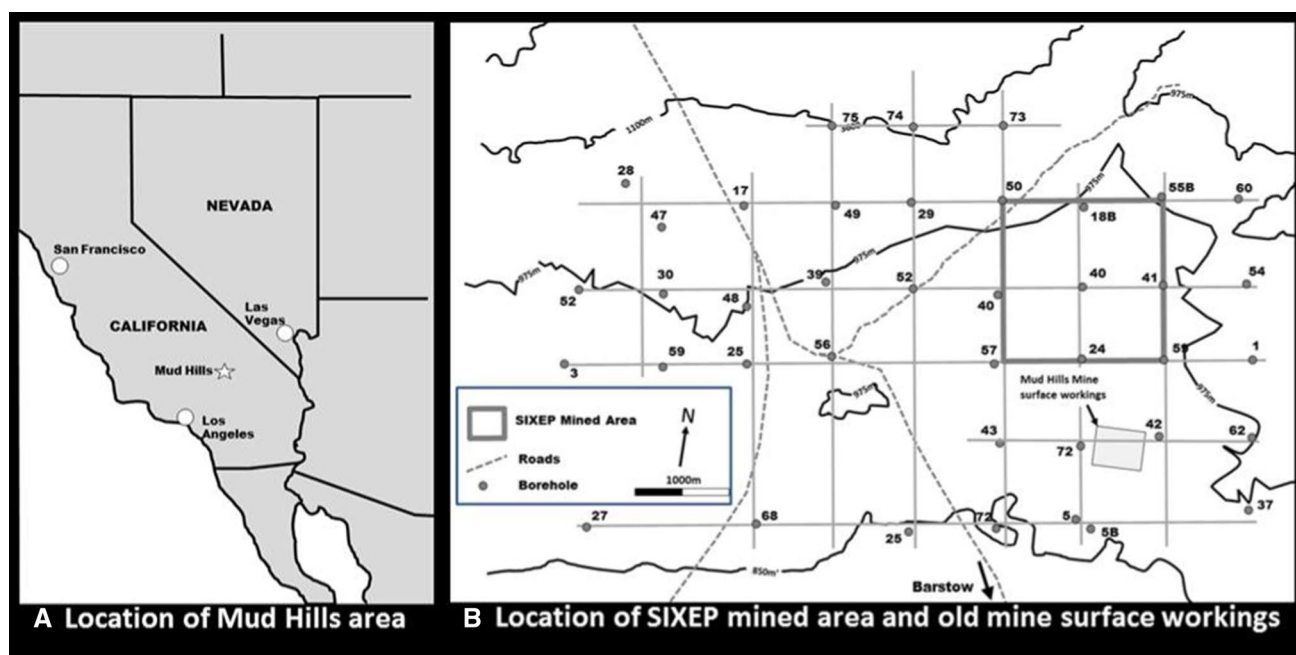 NEVADA
San Francisco
CALIFORNIA
Las
Vegas
Mud Hills
Los
Angeles
A Location of Mud Hills area
1100m
75
74
73
975m
28
17
47
49
29
50
975m
18B
55B
60
975m
52
30
48
39
975m
52
40
40
41
54
3
59
25
56
57
24
59
1
Mud Hills Mine
surface workings
975m
975m
SIXEP Mined Area
Roads
Borehole
N
1000m
43
72
42
62
27
68
25
72
5
5B
37
850m
Barstow
B Location of SIXEP mined area and old mine surface workings